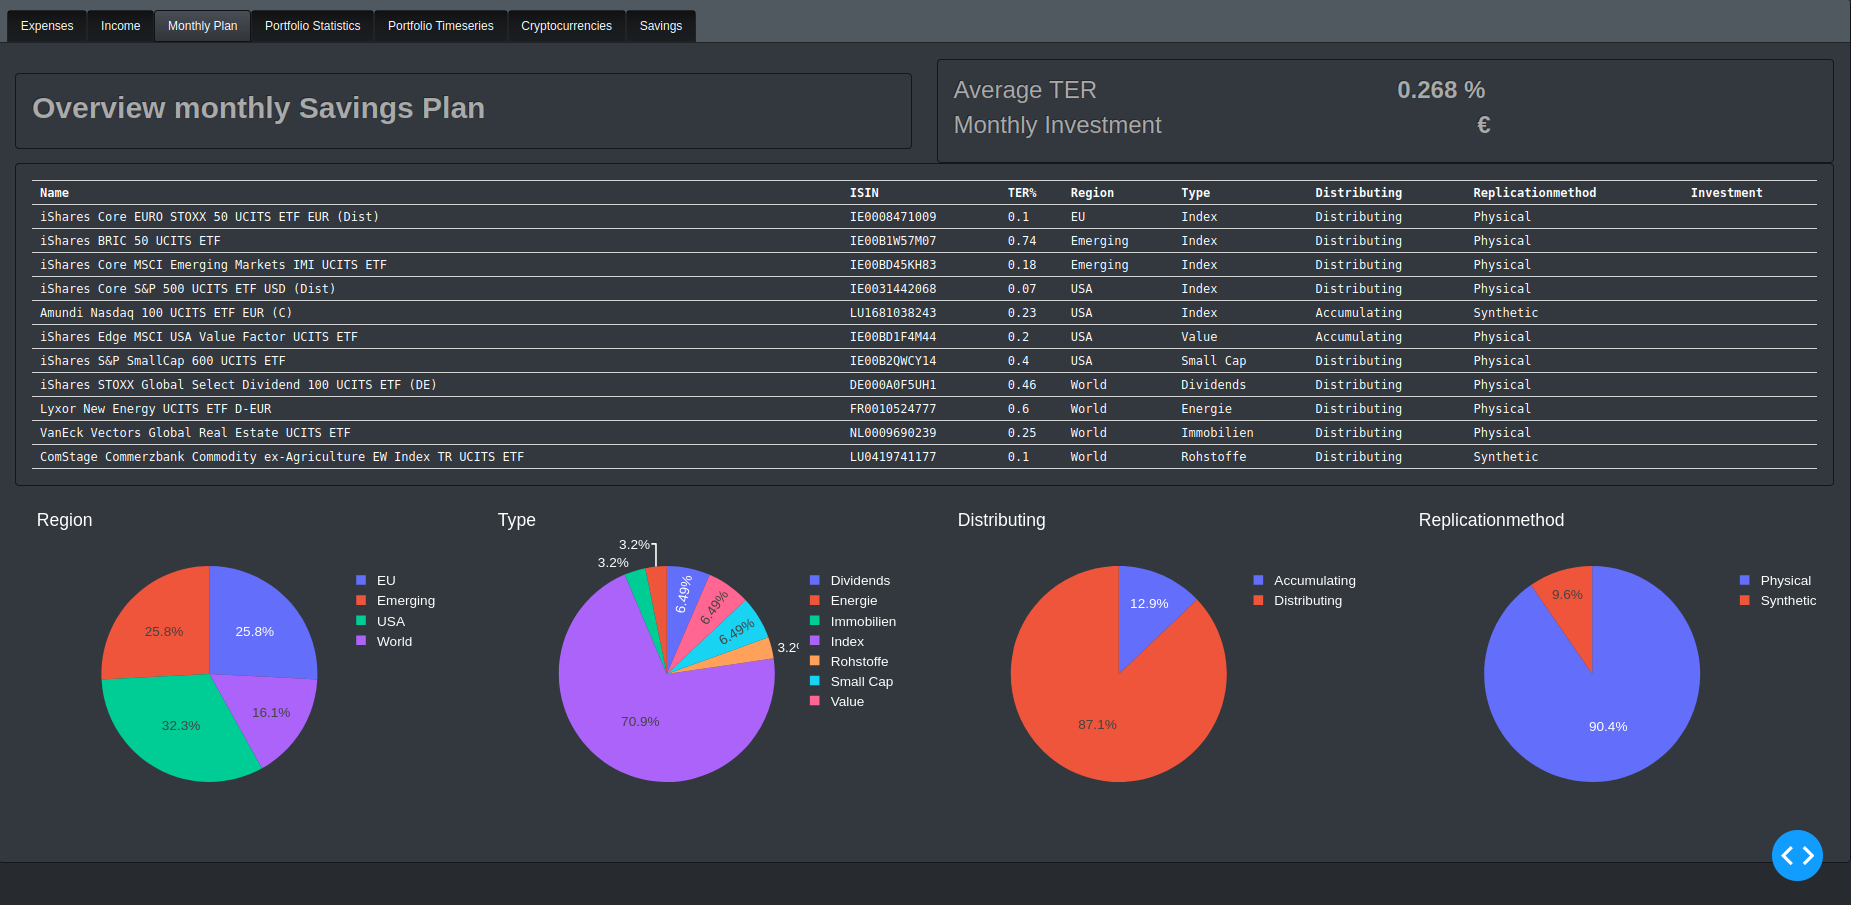 Expenses Income Monthly Plan Portfolio Statistics Portfolio Timeseries Cryptocurrencies Savings
Overview monthly Savings Plan
Average TER 0.268 %
Monthly Investment €
Name ISIN TER% Region Type Distributing Replicationmethod Investment
iShares Core EURO STOXX 50 UCITS ETF EUR (Dist) IE0008471009 0.1 EU Index Distributing Physical
iShares BRIC 50 UCITS ETF IE00B1W57M07 0.74 Emerging Index Distributing Physical
iShares Core MSCI Emerging Markets IMI UCITS ETF IE00BD45KH83 0.18 Emerging Index Distributing Physical
iShares Core S&P 500 UCITS ETF USD (Dist) IE0031442068 0.07 USA Index Distributing Physical
Amundi Nasdaq 100 UCITS ETF EUR (C) LU1681038243 0.23 USA Index Accumulating Synthetic
iShares Edge MSCI USA Value Factor UCITS ETF IE00BD1F4M44 0.2 USA Value Accumulating Physical
iShares S&P SmallCap 600 UCITS ETF IE00B2QWCY14 0.4 USA Small Cap Distributing Physical
iShares STOXX Global Select Dividend 100 UCITS ETF (DE) DE000A0F5UH1 0.46 World Dividends Distributing Physical
Lyxor New Energy UCITS ETF D-EUR FR0010524777 0.6 World Energie Distributing Physical
VanEck Vectors Global Real Estate UCITS ETF NL0009690239 0.25 World Immobilien Distributing Physical
ComStage Commerzbank Commodity ex-Agriculture EW Index TR UCITS ETF LU0419741177 0.1 World Rohstoffe Distributing Synthetic
Region
25.8%
25.8%
32.3%
16.1%
EU
Emerging
USA
World
Type
3.2%
3.2%
6.49%
6.49%
6.49%
3.2
70.9%
Dividends
Energie
Immobilien
Index
Rohstoffe
Small Cap
Value
Distributing
12.9%
87.1%
Accumulating
Distributing
Replicationmethod
9.6%
90.4%
Physical
Synthetic